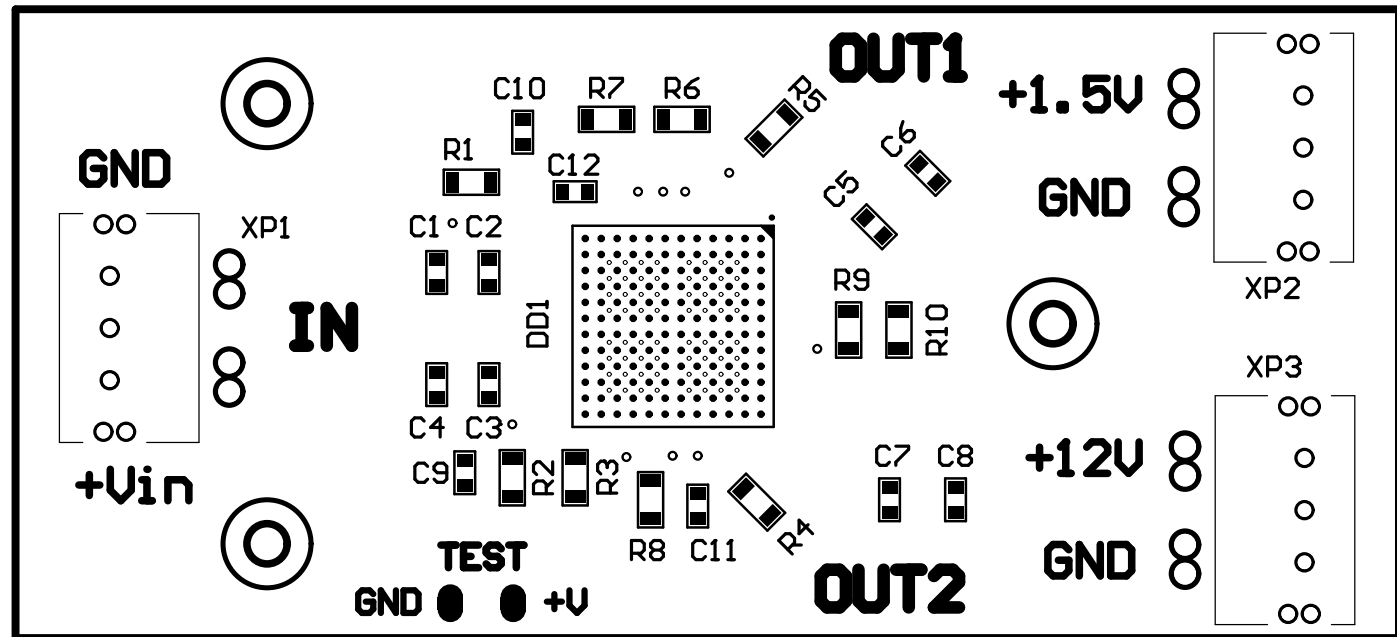 OUT1
C10 R7 R6 R5
+1.5V
C6
R1 C12
GND
C5
GND
XP1 C1 C2
R9
XP2
IN DD1
R10
XP3
C4 C3
C9 R2 R3
C7 C8
+12V
+Vin
R4
TEST R8 C11
GND
OUT2
GND +V